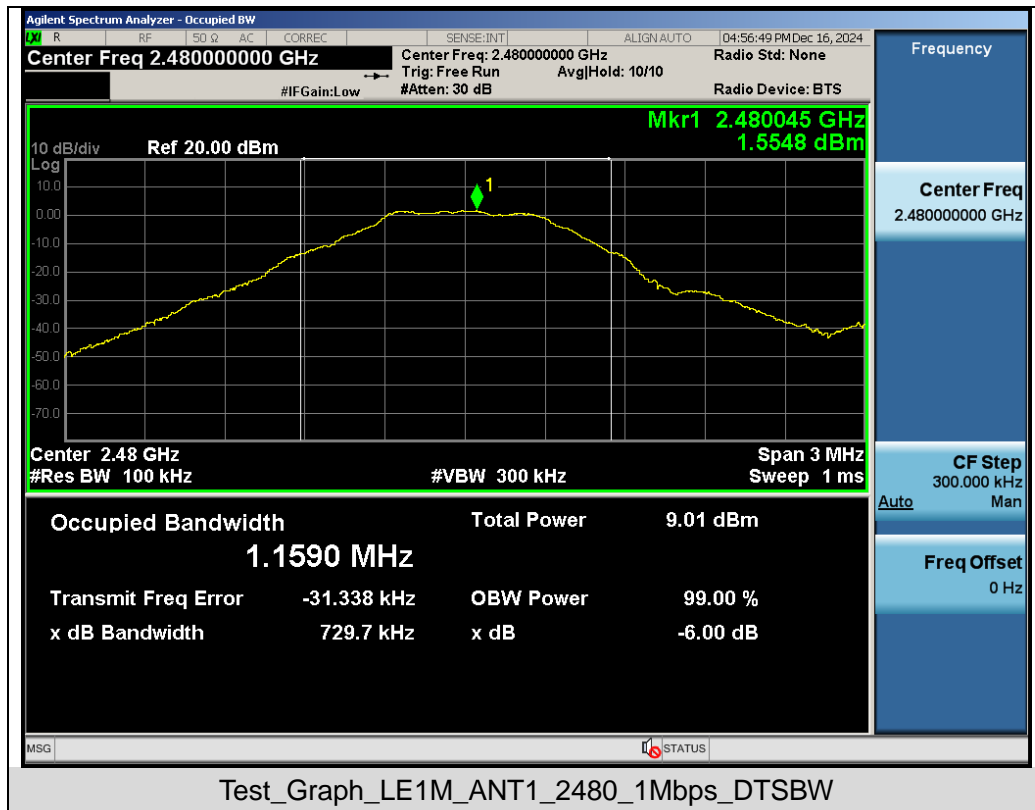 Agilent Spectrum Analyzer - Occupied BW
LXI R RF 50 Ω AC CORREC SENSE:INT ALIGN AUTO 04:56:49 PM Dec 16, 2024
Center Freq 2.480000000 GHz
Center Freq: 2.480000000 GHz Radio Std: None
Trig: Free Run Avg|Hold: 10/10
#IFGain:Low #Atten: 30 dB Radio Device: BTS
Frequency
Mkr1 2.480045 GHz
1.5548 dBm
10 dB/div Ref 20.00 dBm
Log
10.0
1
0.00
-10.0
-20.0
-30.0
-40.0
-50.0
-60.0
-70.0
Center 2.48 GHz Span 3 MHz
#Res BW 100 kHz #VBW 300 kHz Sweep 1 ms
Occupied Bandwidth Total Power 9.01 dBm
1.1590 MHz
Transmit Freq Error -31.338 kHz OBW Power 99.00 %
x dB Bandwidth 729.7 kHz x dB -6.00 dB
Center Freq
2.480000000 GHz
CF Step
300.000 kHz
Auto Man
Freq Offset
0 Hz
MSG STATUS
Test_Graph_LE1M_ANT1_2480_1Mbps_DTSBW